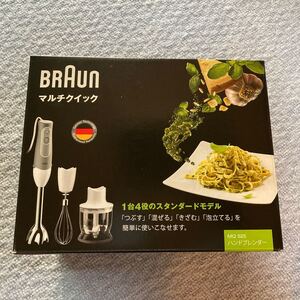 BRAUN
マルチクイック
1台4役のスタンダードモデル
「つぶす」「混ぜる」「きざむ」「泡立てる」を
簡単に使いこなせます。
MQ 525
ハンドブレンダー